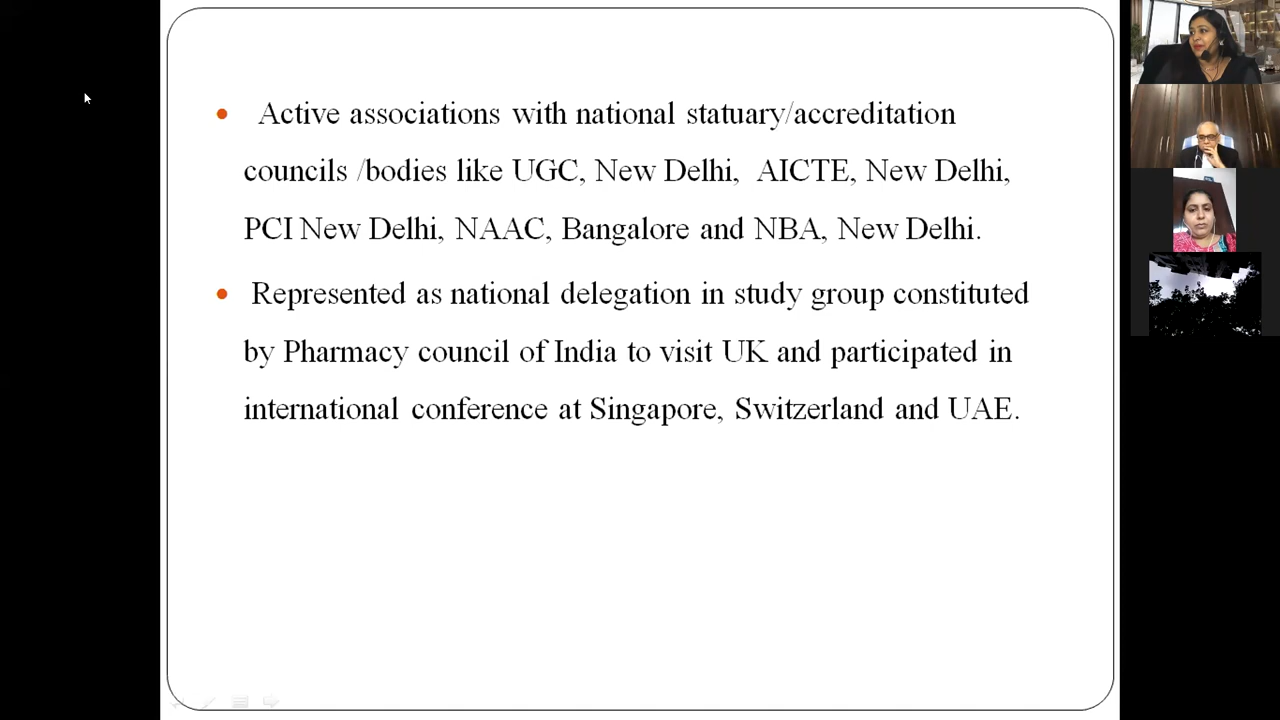 Active associations with national statuary/accreditation
councils /bodies like UGC, New Delhi, AICTE, New Delhi,
PCI New Delhi, NAAC, Bangalore and NBA, New Delhi.
Represented as national delegation in study group constituted
by Pharmacy council of India to visit UK and participated in
international conference at Singapore, Switzerland and UAE.